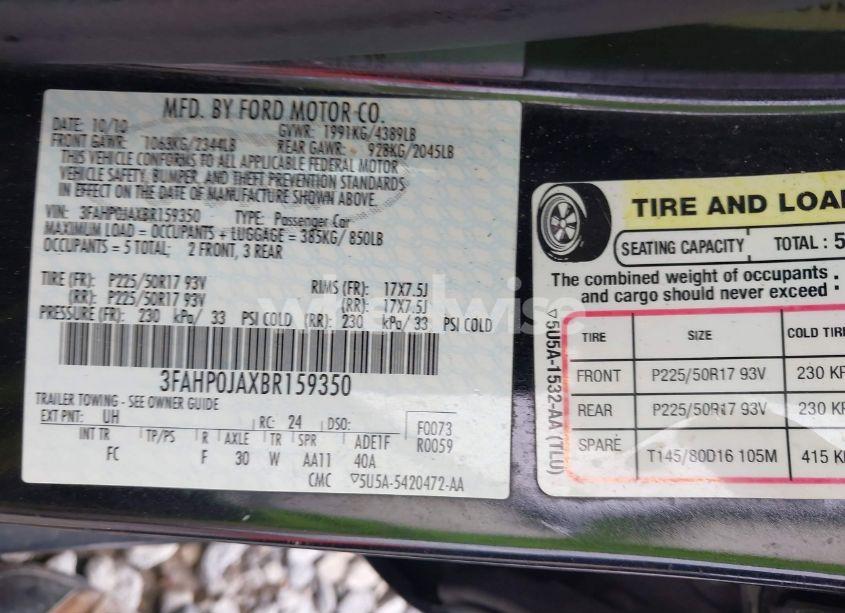 MFD. BY FORD MOTOR CO.
DATE: 10/10 GVWR: 1991KG/4389LB
FRONT GAWR: 1063KG/2344LB REAR GAWR: 928KG/2045LB
THIS VEHICLE CONFORMS TO ALL APPLICABLE FEDERAL MOTOR
VEHICLE SAFETY, BUMPER, AND THEFT PREVENTION STANDARDS
IN EFFECT ON THE DATE OF MANUFACTURE SHOWN ABOVE.
VIN: 3FAHP0JAXBR159350 TYPE: Passenger Car
MAXIMUM LOAD = OCCUPANTS + LUGGAGE = 385KG/ 850LB
OCCUPANTS = 5 TOTAL; 2 FRONT, 3 REAR
TIRE (FR): P225/50R17 93V RIMS (FR): 17X7.5J
(RR): P225/50R17 93V (RR): 17X7.5J
PRESSURE (FR): 230 kPa/ 33 PSI COLD (RR): 230 kPa/ 33 PSI COLD
3FAHP0JAXBR159350
TRAILER TOWING - SEE OWNER GUIDE
EXT PNT: UH RC: 24 DSO: F0073
INT TR TP/PS R AXLE TR SPR ADE1F R0059
FC F 30 W AA11 40A
CMC ▽5U5A-5420472-AA
wheelwise
TIRE AND LOA
SEATING CAPACITY TOTAL : 5
The combined weight of occupants
and cargo should never exceed :
▽5U5A-1532-AA (TLU)
TIRE SIZE COLD TIRE
FRONT P225/50R17 93V 230 KP
REAR P225/50R17 93V 230 KP
SPARE T145/80D16 105M 415 KP